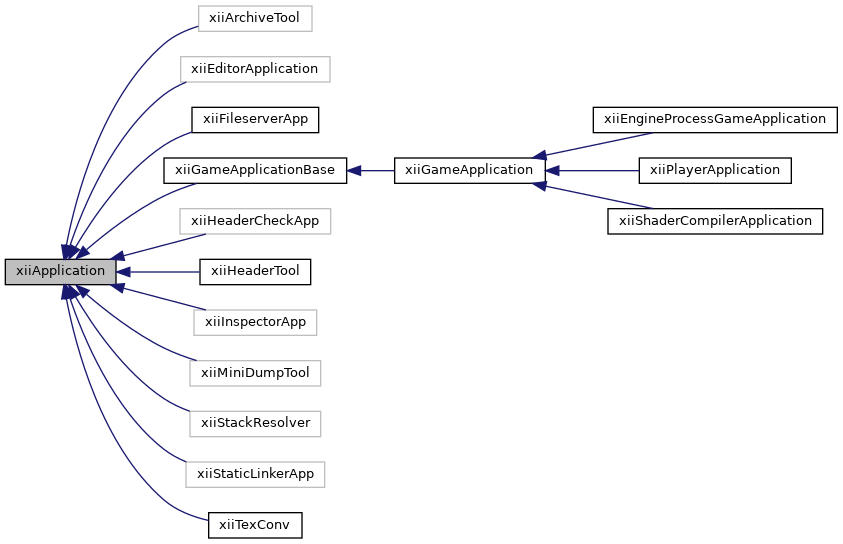 xiiArchiveTool
xiiEditorApplication
xiiFileserverApp
xiiEngineProcessGameApplication
xiiGameApplicationBase
xiiGameApplication
xiiPlayerApplication
xiiHeaderCheckApp
xiiShaderCompilerApplication
xiiApplication
xiiHeaderTool
xiiInspectorApp
xiiMiniDumpTool
xiiStackResolver
xiiStaticLinkerApp
xiiTexConv